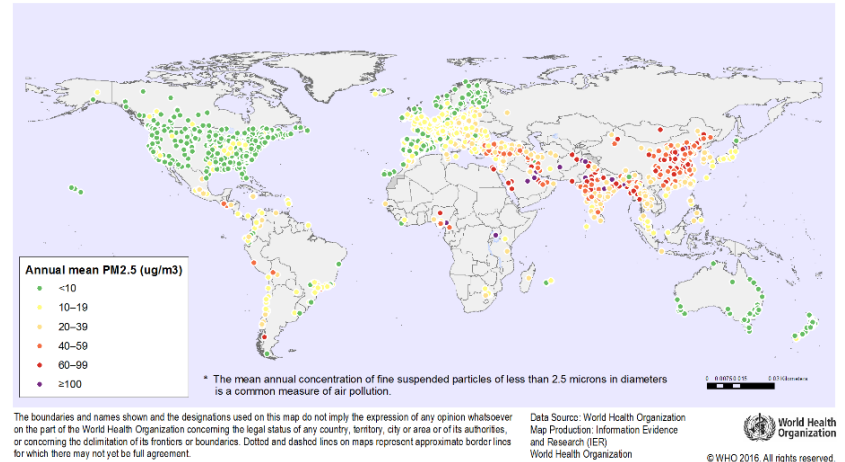 Annual mean PM2.5 (ug/m3)
<10
10–19
20–39
40–59
60–99
≥100
* The mean annual concentration of fine suspended particles of less than 2.5 microns in diameters
is a common measure of air pollution.
The boundaries and names shown and the designations used on this map do not imply the expression of any opinion whatsoever
on the part of the World Health Organization concerning the legal status of any country, territory, city or area or of its authorities,
or concerning the delimitation of its frontiers or boundaries. Dotted and dashed lines on maps represent approximate border lines
for which there may not yet be full agreement.
Data Source: World Health Organization
Map Production: Information Evidence
and Research (IER)
World Health Organization
World Health
Organization
© WHO 2016. All rights reserved.